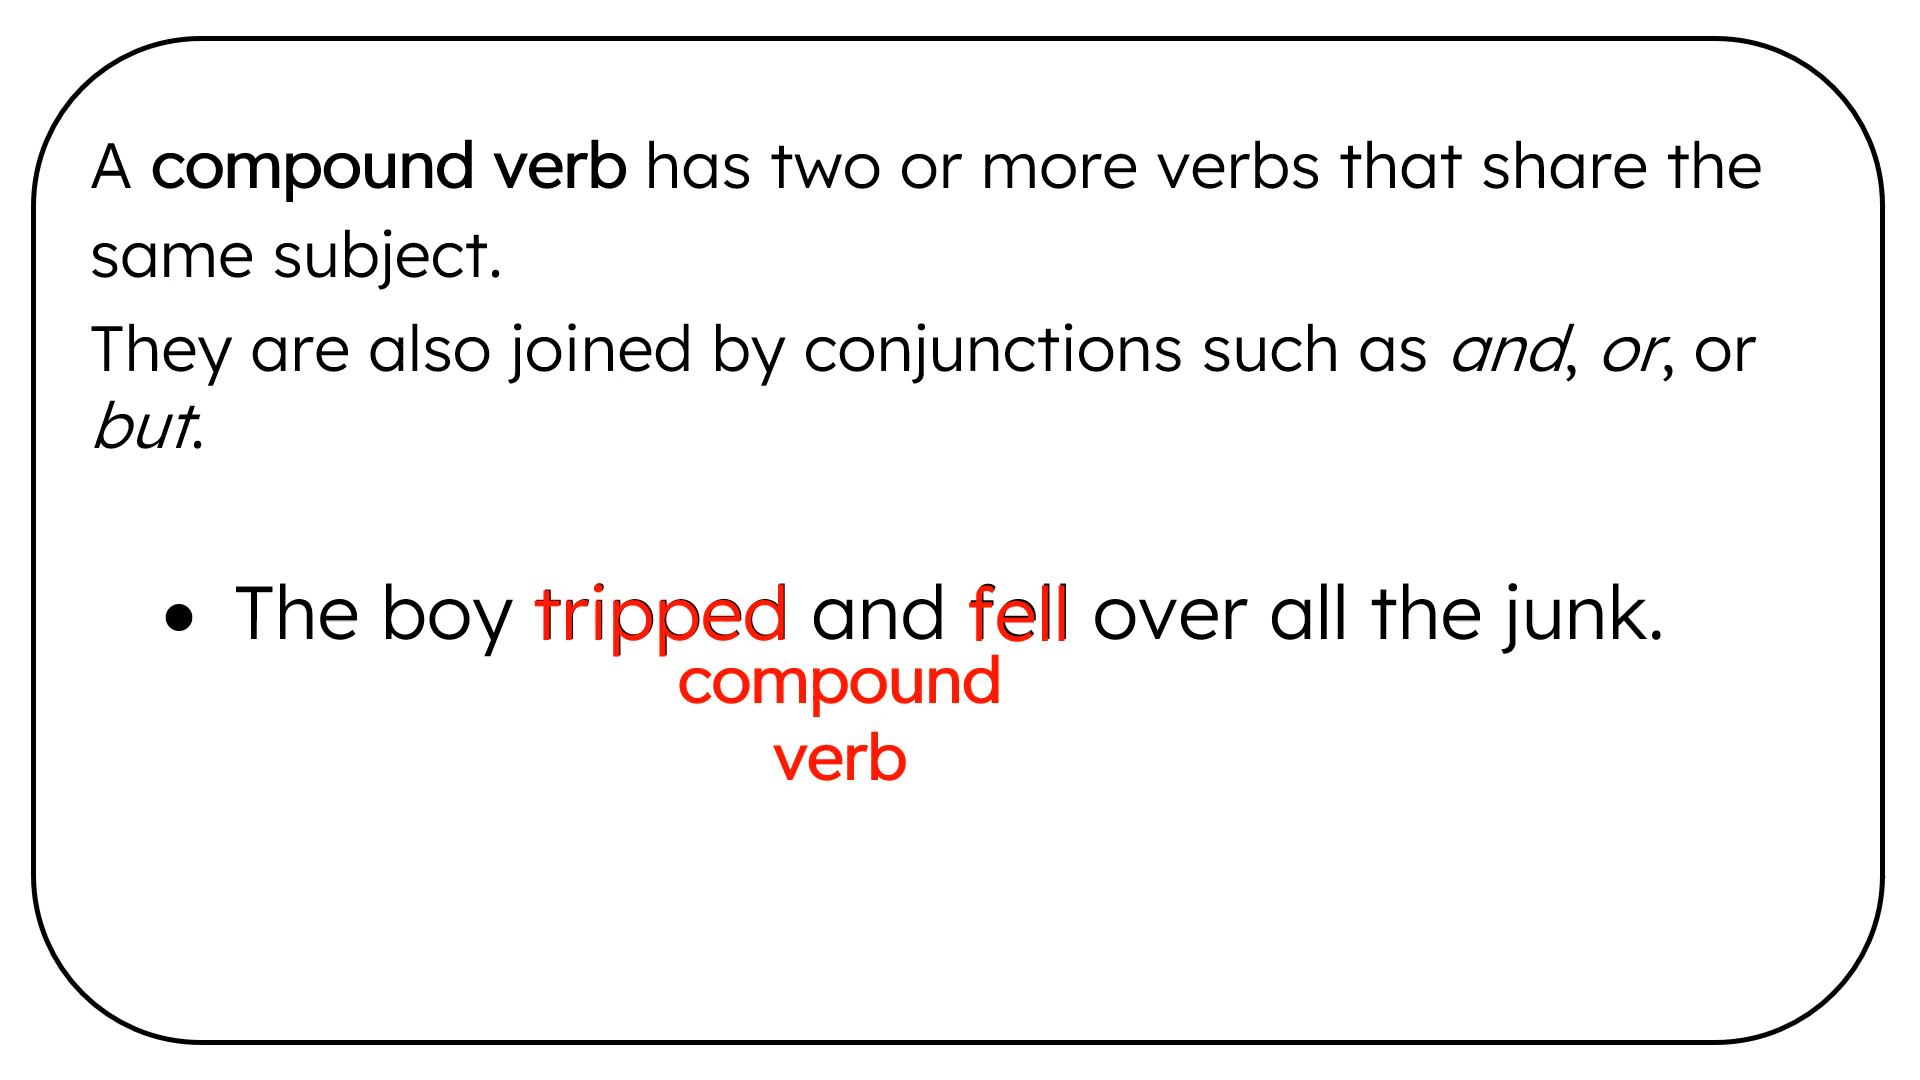 A compound verb has two or more verbs that share the
same subject.
They are also joined by conjunctions such as and, or, or
but.
• The boy tripped and fell over all the junk.
compound
verb